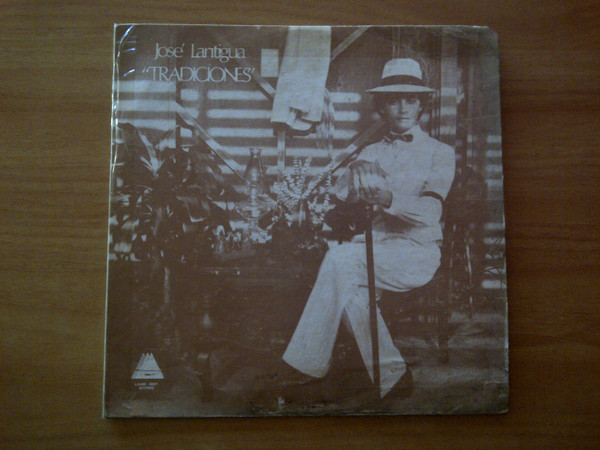 José Lantigua
"TRADICIONES"